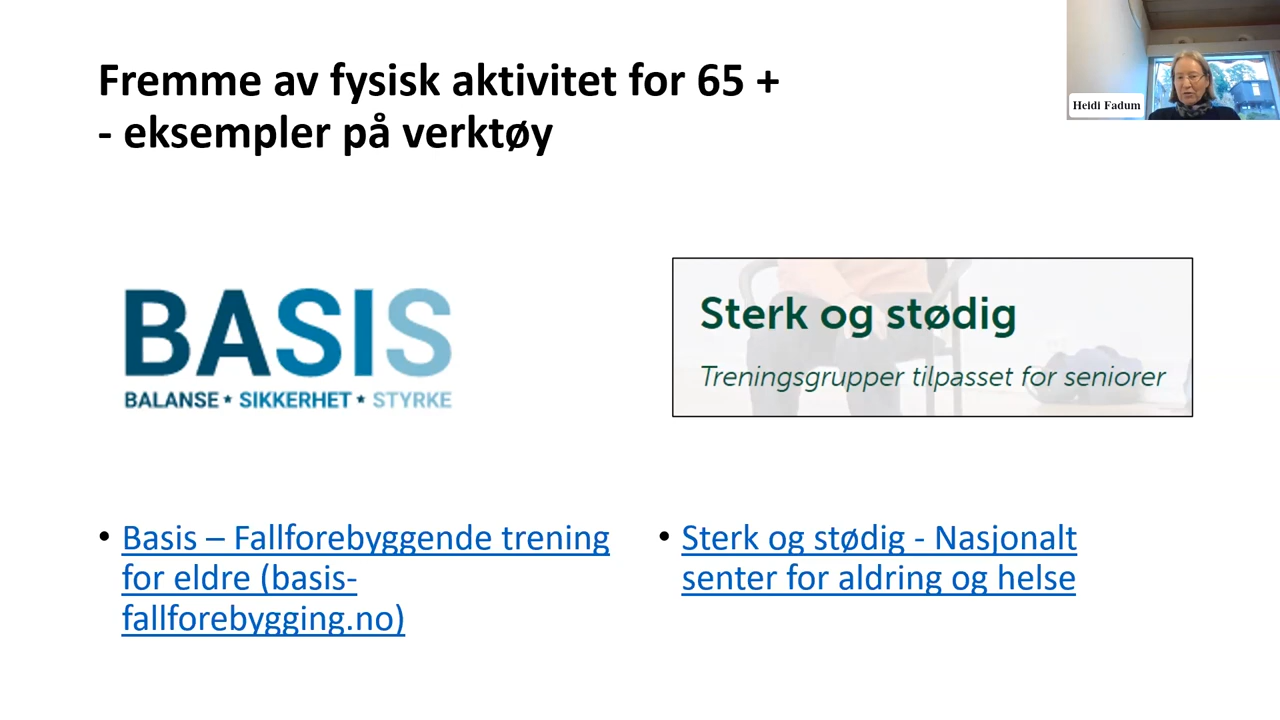 Fremme av fysisk aktivitet for 65 +
- eksempler på verktøy
Heidi Fadum
BASIS
BALANSE ★ SIKKERHET ★ STYRKE
Sterk og stødig
Treningsgrupper tilpasset for seniorer
• Basis – Fallforebyggende trening
for eldre (basis-
fallforebygging.no)
• Sterk og stødig - Nasjonalt
senter for aldring og helse